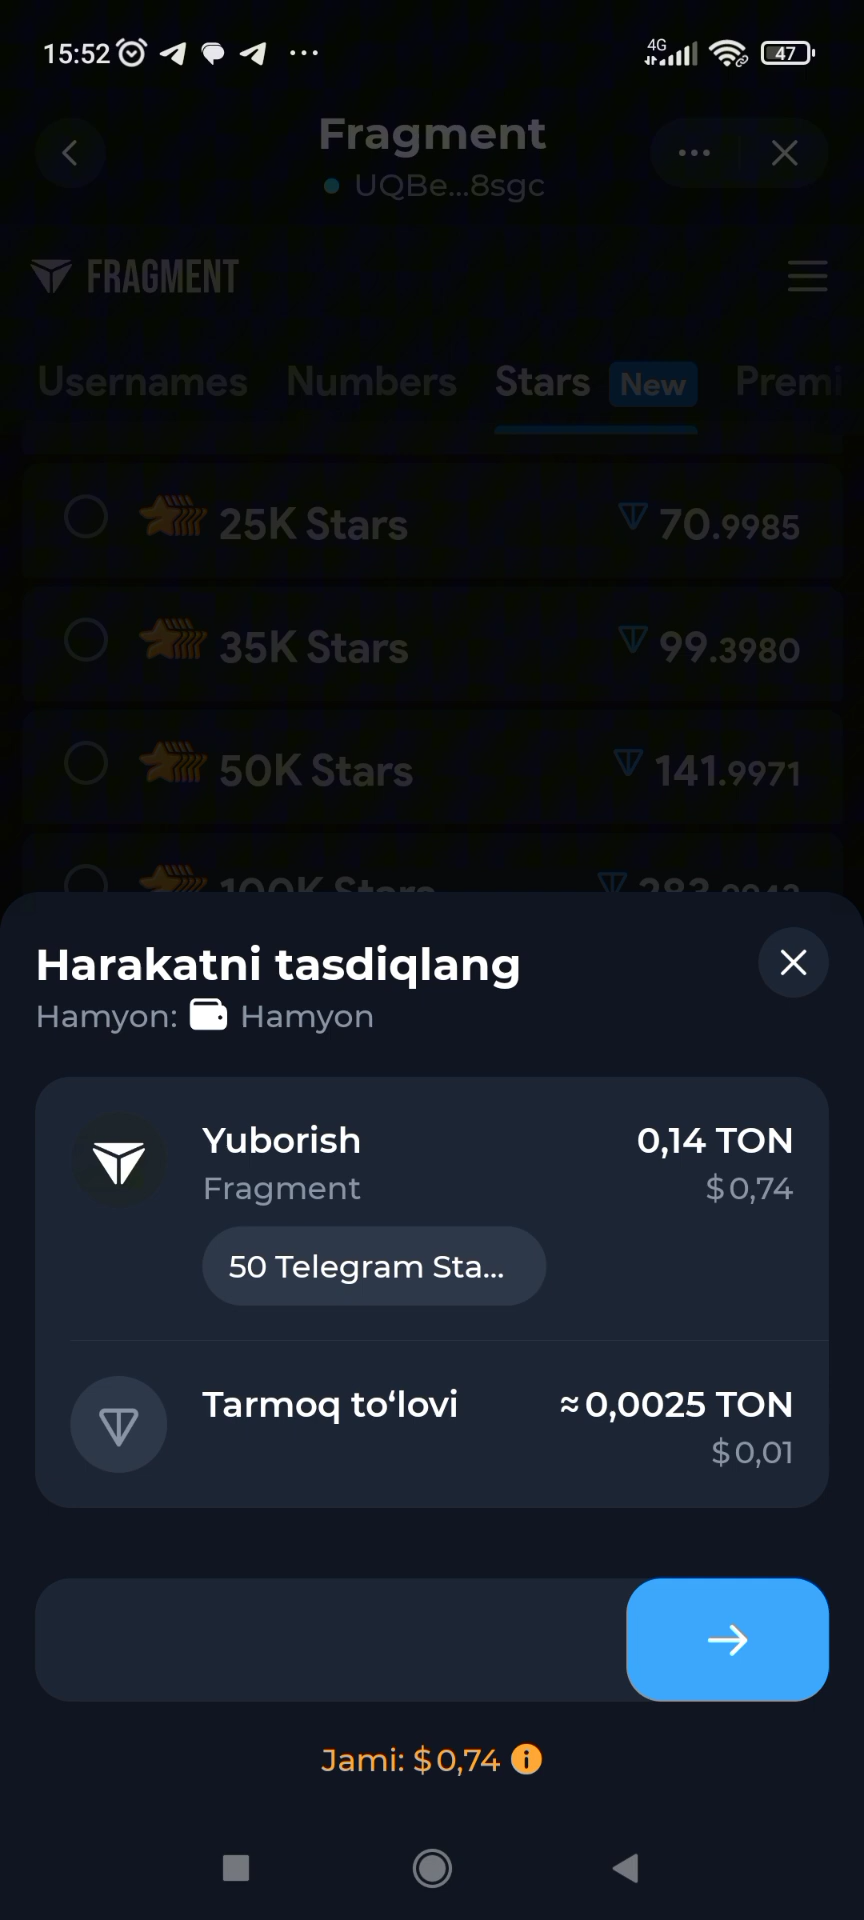 15:52
4G
47
Fragment
UQBe...8sgc
FRAGMENT
Usernames Numbers Stars New Premi
25K Stars 70.9985
35K Stars 99.3980
50K Stars 141.9971
100K Stars
Harakatni tasdiqlang
Hamyon: Hamyon
Yuborish 0,14 TON
Fragment $0,74
50 Telegram Sta...
Tarmoq to‘lovi ≈0,0025 TON
$0,01
Jami: $0,74